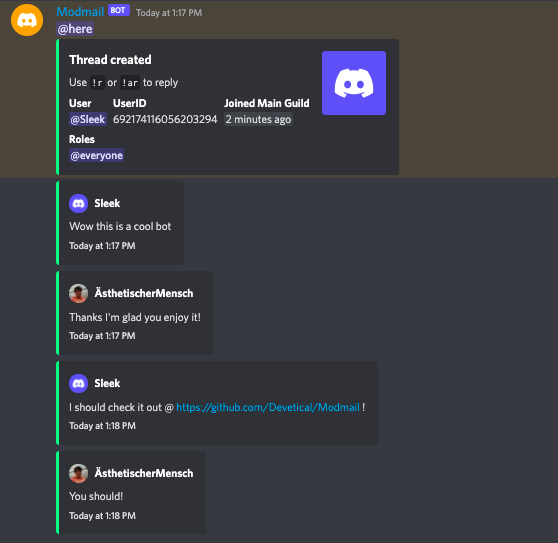 Modmail BOT Today at 1:17 PM
@here
Thread created
Use !r or !ar to reply
User UserID Joined Main Guild
@Sleek 692174116056203294 2 minutes ago
Roles
@everyone
Sleek
Wow this is a cool bot
Today at 1:17 PM
ÄsthetischerMensch
Thanks I'm glad you enjoy it!
Today at 1:17 PM
Sleek
I should check it out @ https://github.com/Devetical/Modmail !
Today at 1:18 PM
ÄsthetischerMensch
You should!
Today at 1:18 PM